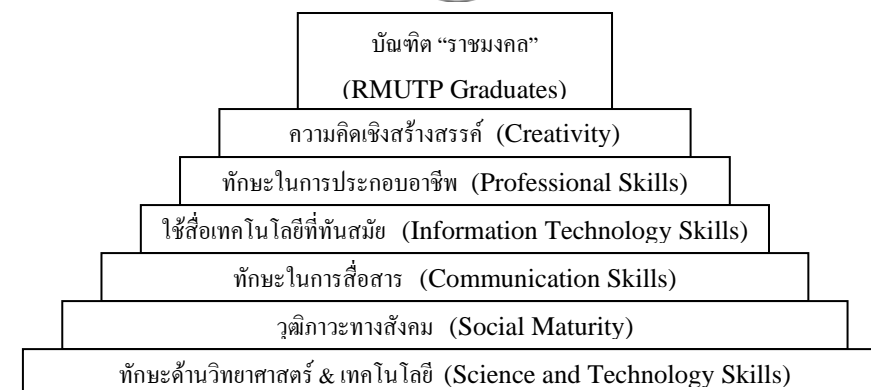 บัณฑิต “ราชมงคล”
(RMUTP Graduates)
ความคิดเชิงสร้างสรรค์ (Creativity)
ทักษะในการประกอบอาชีพ (Professional Skills)
ใช้สื่อเทคโนโลยีที่ทันสมัย (Information Technology Skills)
ทักษะในการสื่อสาร (Communication Skills)
วุฒิภาวะทางสังคม (Social Maturity)
ทักษะด้านวิทยาศาสตร์ & เทคโนโลยี (Science and Technology Skills)